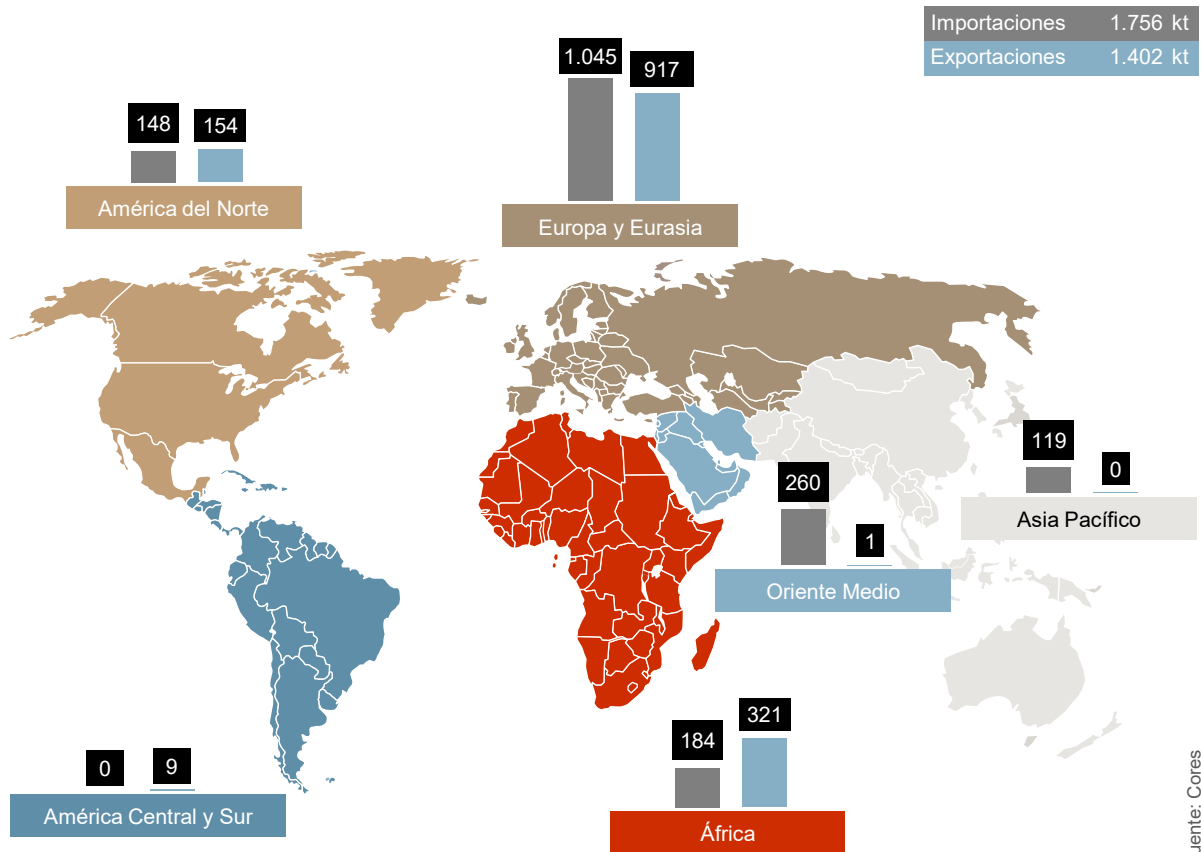 Importaciones 1.756 kt
Exportaciones 1.402 kt
1.045
917
148
154
América del Norte
Europa y Eurasia
119
0
Asia Pacífico
260
1
Oriente Medio
321
184
África
0
9
América Central y Sur
uente: Cores